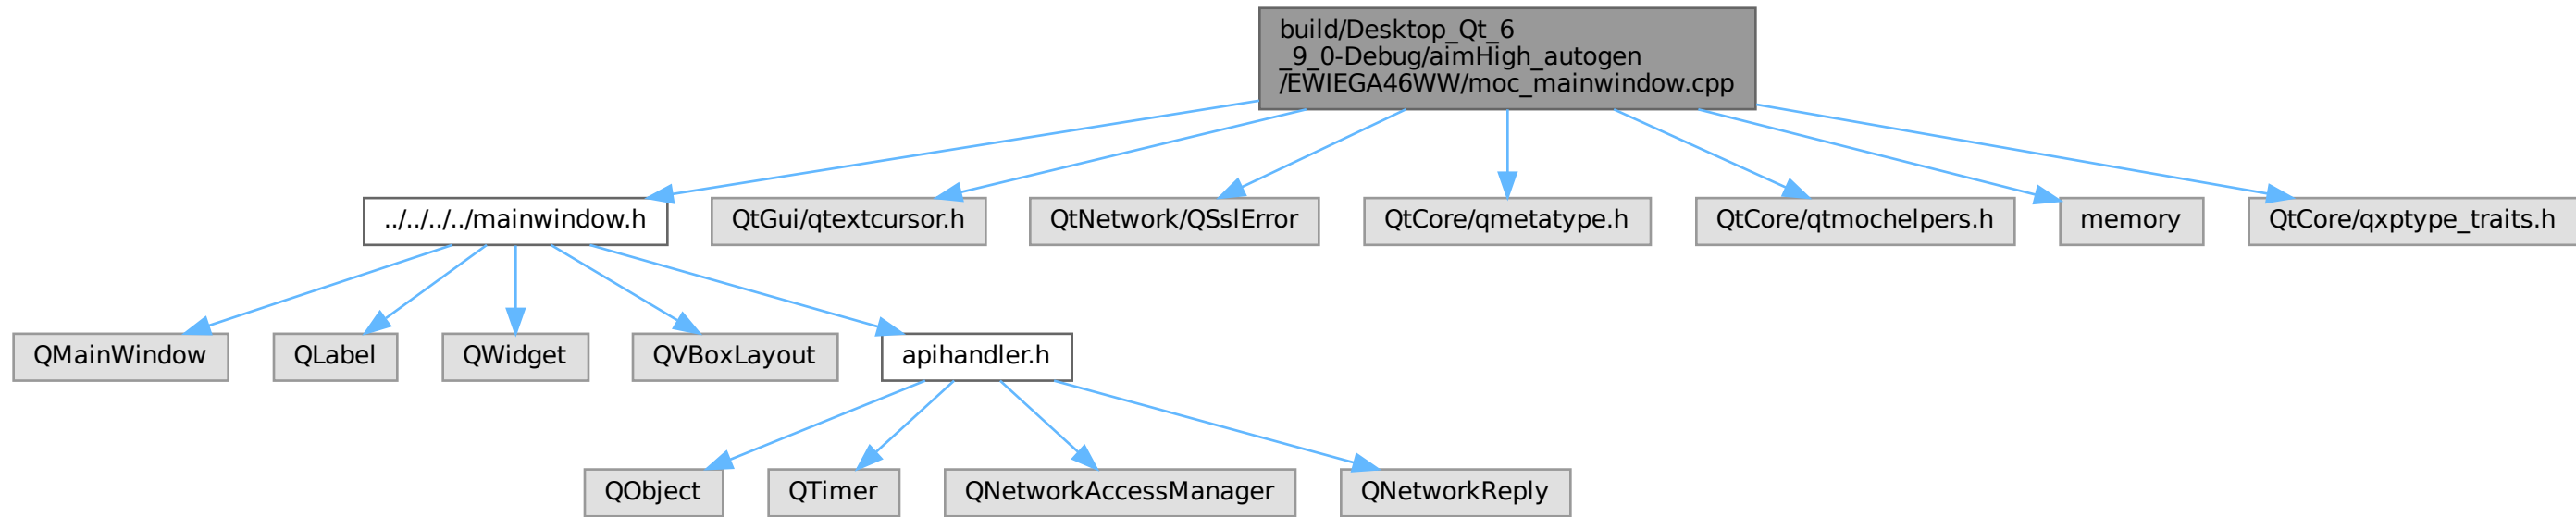 build/Desktop_Qt_6
_9_0-Debug/aimHigh_autogen
/EWIEGA46WW/moc_mainwindow.cpp
../../../../mainwindow.h
QtGui/qtextcursor.h
QtNetwork/QSslError
QtCore/qmetatype.h
QtCore/qtmochelpers.h
memory
QtCore/qxptype_traits.h
QMainWindow
QLabel
QWidget
QVBoxLayout
apihandler.h
QObject
QTimer
QNetworkAccessManager
QNetworkReply